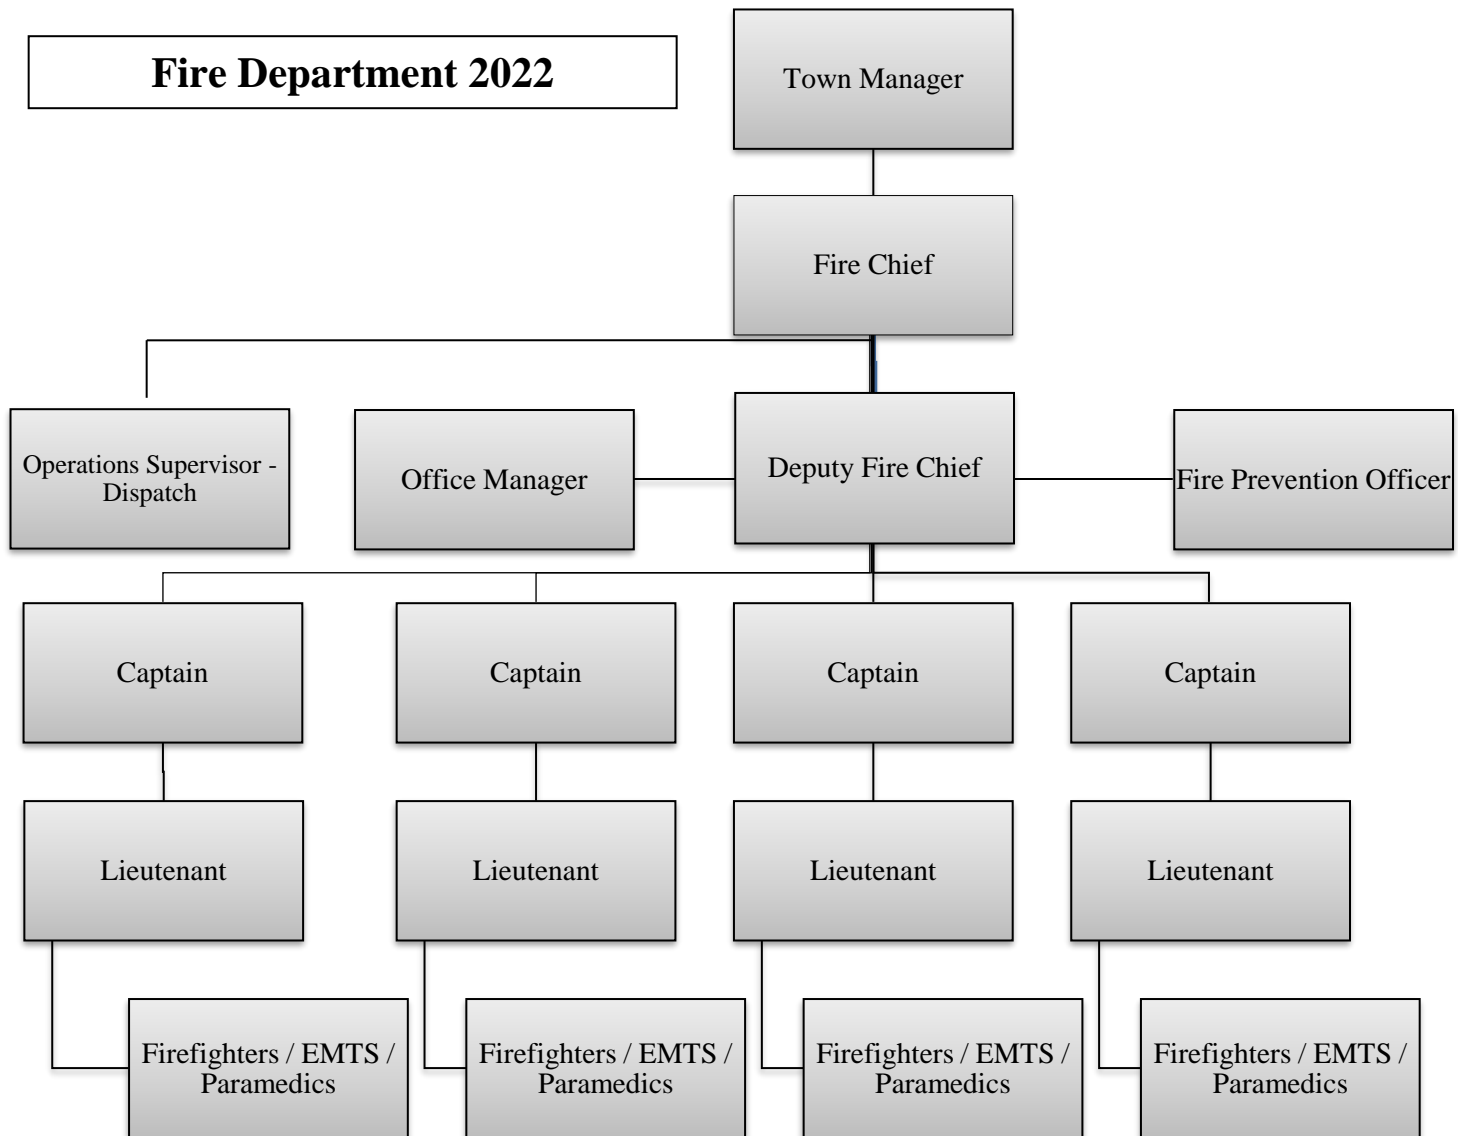 Fire Department 2022
Town Manager
Fire Chief
Operations Supervisor -
Dispatch
Office Manager
Deputy Fire Chief
Fire Prevention Officer
Captain
Captain
Captain
Captain
Lieutenant
Lieutenant
Lieutenant
Lieutenant
Firefighters / EMTS /
Paramedics
Firefighters / EMTS /
Paramedics
Firefighters / EMTS /
Paramedics
Firefighters / EMTS /
Paramedics